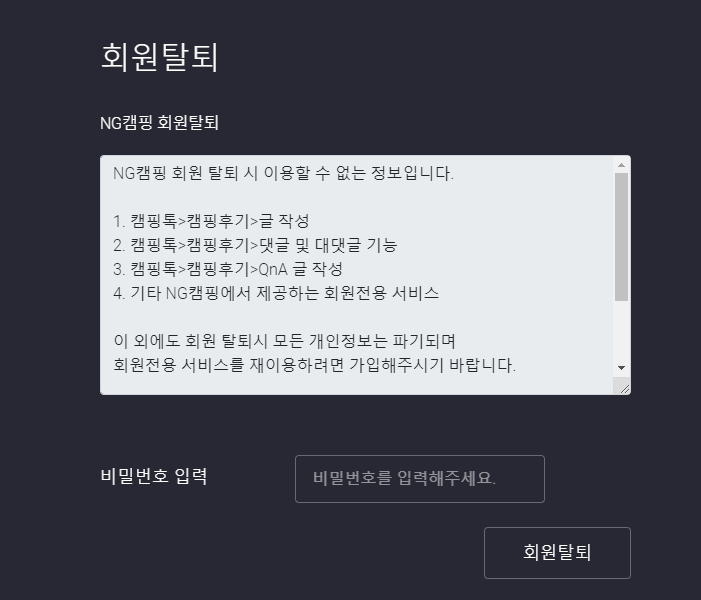 회원탈퇴
NG캠핑 회원탈퇴
NG캠핑 회원 탈퇴 시 이용할 수 없는 정보입니다.
1. 캠핑톡>캠핑후기>글 작성
2. 캠핑톡>캠핑후기>댓글 및 대댓글 기능
3. 캠핑톡>캠핑후기>QnA 글 작성
4. 기타 NG캠핑에서 제공하는 회원전용 서비스
이 외에도 회원 탈퇴시 모든 개인정보는 파기되며
회원전용 서비스를 재이용하려면 가입해주시기 바랍니다.
비밀번호 입력
비밀번호를 입력해주세요.
회원탈퇴